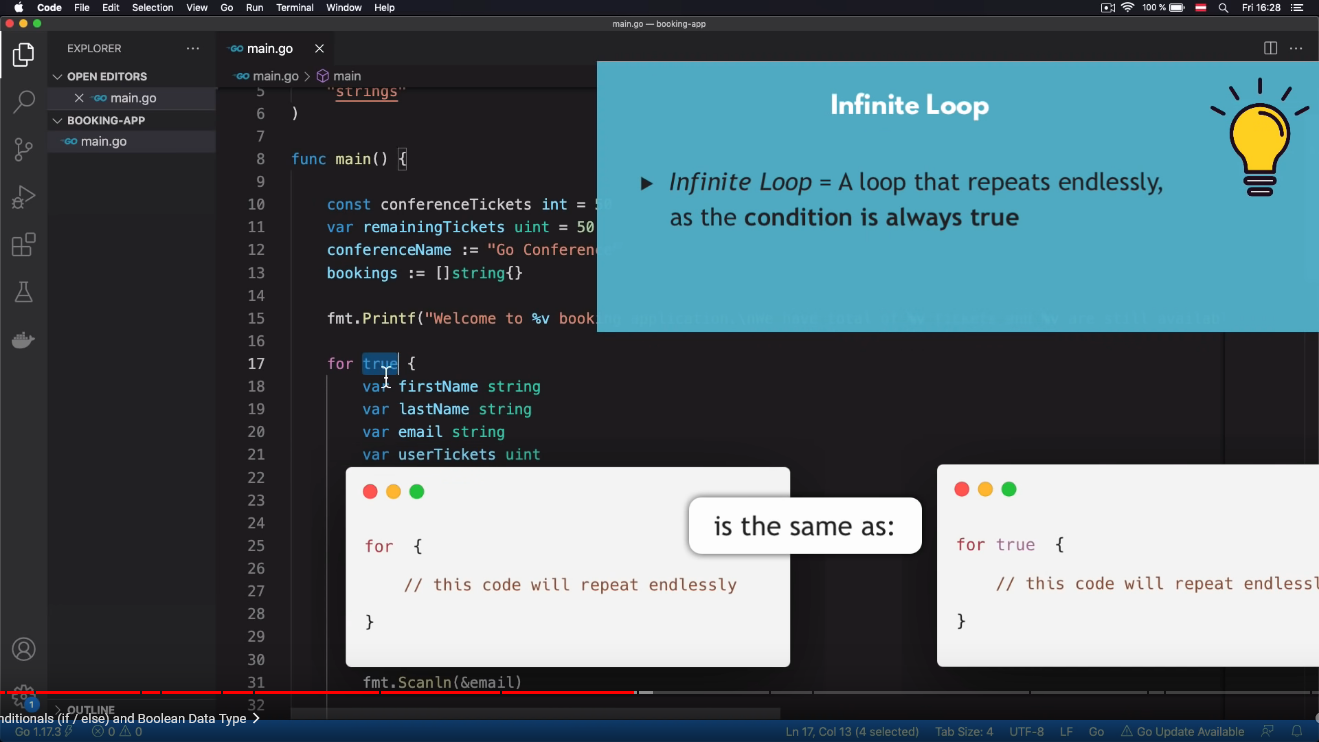 Code File Edit Selection View Go Run Terminal Window Help 100 % Fri 16:28
main.go — booking-app
EXPLORER
main.go
OPEN EDITORS
main.go > main
main.go
BOOKING-APP
main.go
5 "strings"
6 )
7
8 func main() {
9
10 const conferenceTickets int = 50
11 var remainingTickets uint = 50
12 conferenceName := "Go Conferen
13 bookings := []string{}
14
15 fmt.Printf("Welcome to %v book
16
17 for true {
18 var firstName string
19 var lastName string
20 var email string
21 var userTickets uint
22
23
24
25
26
27
28
29
30
31 fmt.Scanln(&email)
32
Infinite Loop
Infinite Loop = A loop that repeats endlessly,
as the condition is always true
for {
// this code will repeat endlessly
}
is the same as:
for true {
// this code will repeat endlessl
}
OUTLINE
nditionals (if / else) and Boolean Data Type >
1
Go 1.17.3 0 0 Ln 17, Col 13 (4 selected) Tab Size: 4 UTF-8 LF Go Go Update Available